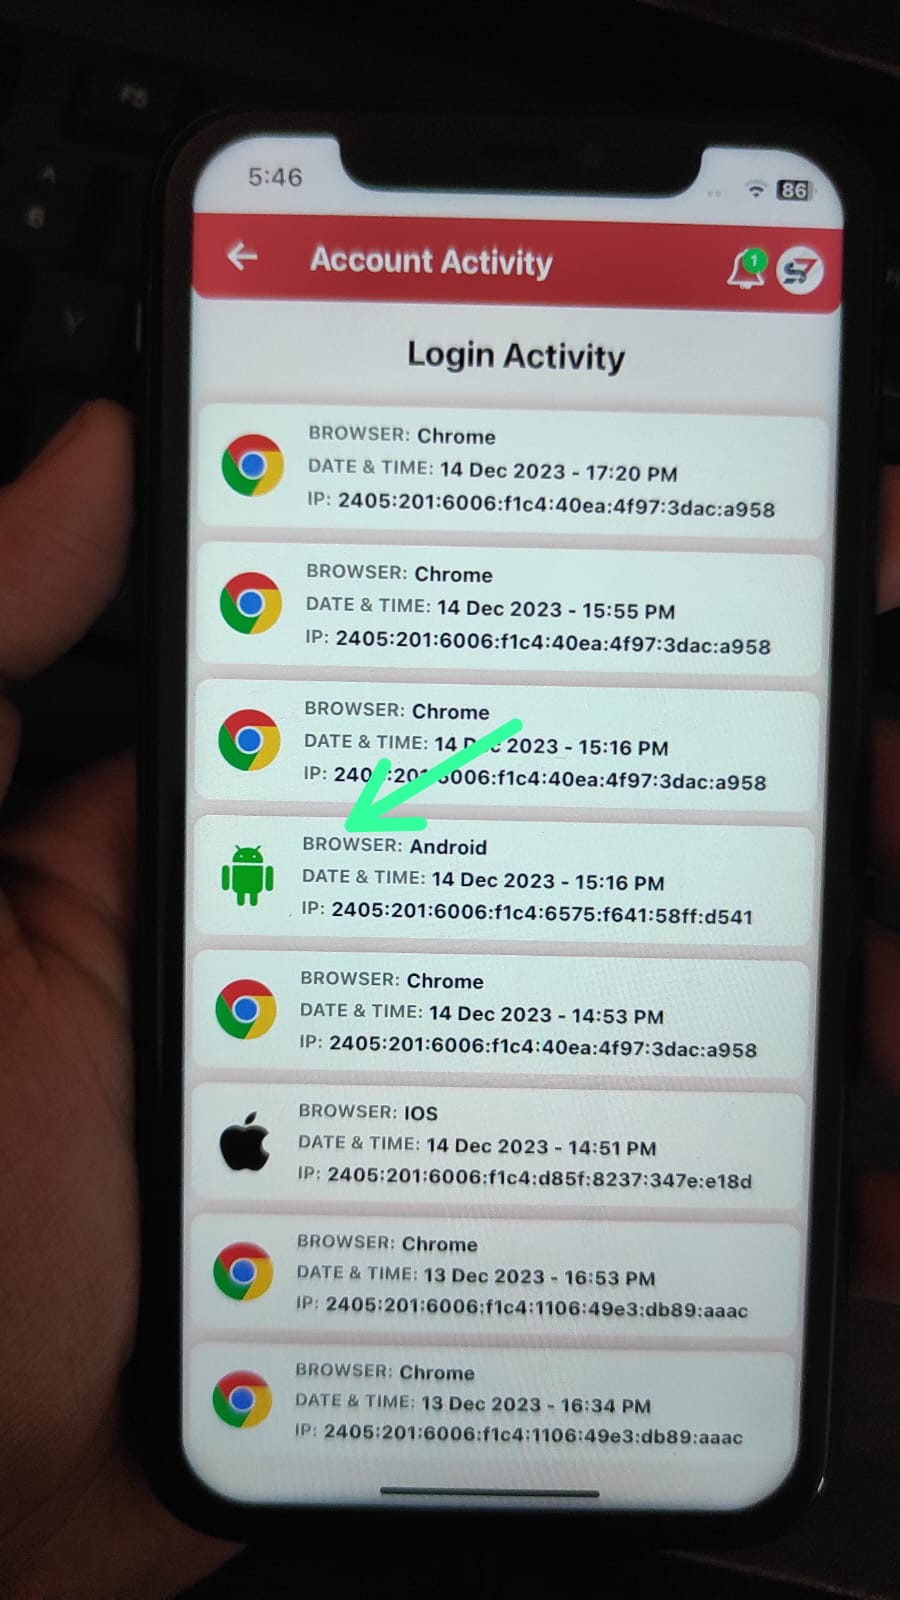 5:46
86
Account Activity
1
S7
Login Activity
BROWSER: Chrome
DATE & TIME: 14 Dec 2023 - 17:20 PM
IP: 2405:201:6006:f1c4:40ea:4f97:3dac:a958
BROWSER: Chrome
DATE & TIME: 14 Dec 2023 - 15:55 PM
IP: 2405:201:6006:f1c4:40ea:4f97:3dac:a958
BROWSER: Chrome
DATE & TIME: 14 Dec 2023 - 15:16 PM
IP: 2405:201:6006:f1c4:40ea:4f97:3dac:a958
BROWSER: Android
DATE & TIME: 14 Dec 2023 - 15:16 PM
IP: 2405:201:6006:f1c4:6575:f641:58ff:d541
BROWSER: Chrome
DATE & TIME: 14 Dec 2023 - 14:53 PM
IP: 2405:201:6006:f1c4:40ea:4f97:3dac:a958
BROWSER: IOS
DATE & TIME: 14 Dec 2023 - 14:51 PM
IP: 2405:201:6006:f1c4:d85f:8237:347e:e18d
BROWSER: Chrome
DATE & TIME: 13 Dec 2023 - 16:53 PM
IP: 2405:201:6006:f1c4:1106:49e3:db89:aaac
BROWSER: Chrome
DATE & TIME: 13 Dec 2023 - 16:34 PM
IP: 2405:201:6006:f1c4:1106:49e3:db89:aaac